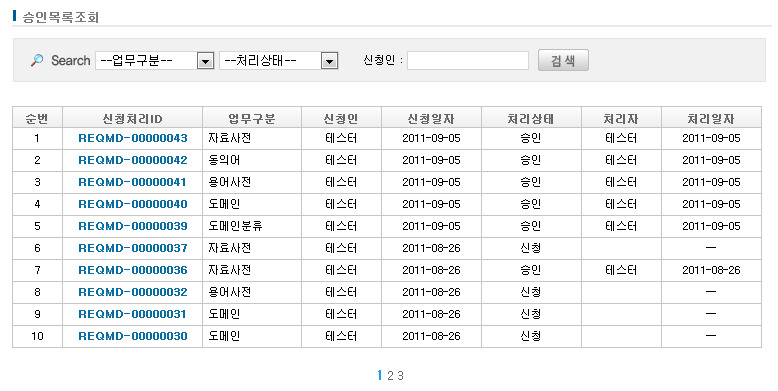 승인목록조회
Search --업무구분-- --처리상태-- 신청인 : 검색
순번 신청처리ID 업무구분 신청인 신청일자 처리상태 처리자 처리일자
1 REQMD-00000043 자료사전 테스터 2011-09-05 승인 테스터 2011-09-05
2 REQMD-00000042 동의어 테스터 2011-09-05 승인 테스터 2011-09-05
3 REQMD-00000041 용어사전 테스터 2011-09-05 승인 테스터 2011-09-05
4 REQMD-00000040 도메인 테스터 2011-09-05 승인 테스터 2011-09-05
5 REQMD-00000039 도메인분류 테스터 2011-09-05 승인 테스터 2011-09-05
6 REQMD-00000037 자료사전 테스터 2011-08-26 신청 --
7 REQMD-00000036 자료사전 테스터 2011-08-26 승인 테스터 2011-08-26
8 REQMD-00000032 용어사전 테스터 2011-08-26 신청 --
9 REQMD-00000031 도메인 테스터 2011-08-26 신청 --
10 REQMD-00000030 도메인 테스터 2011-08-26 신청 --
1 2 3